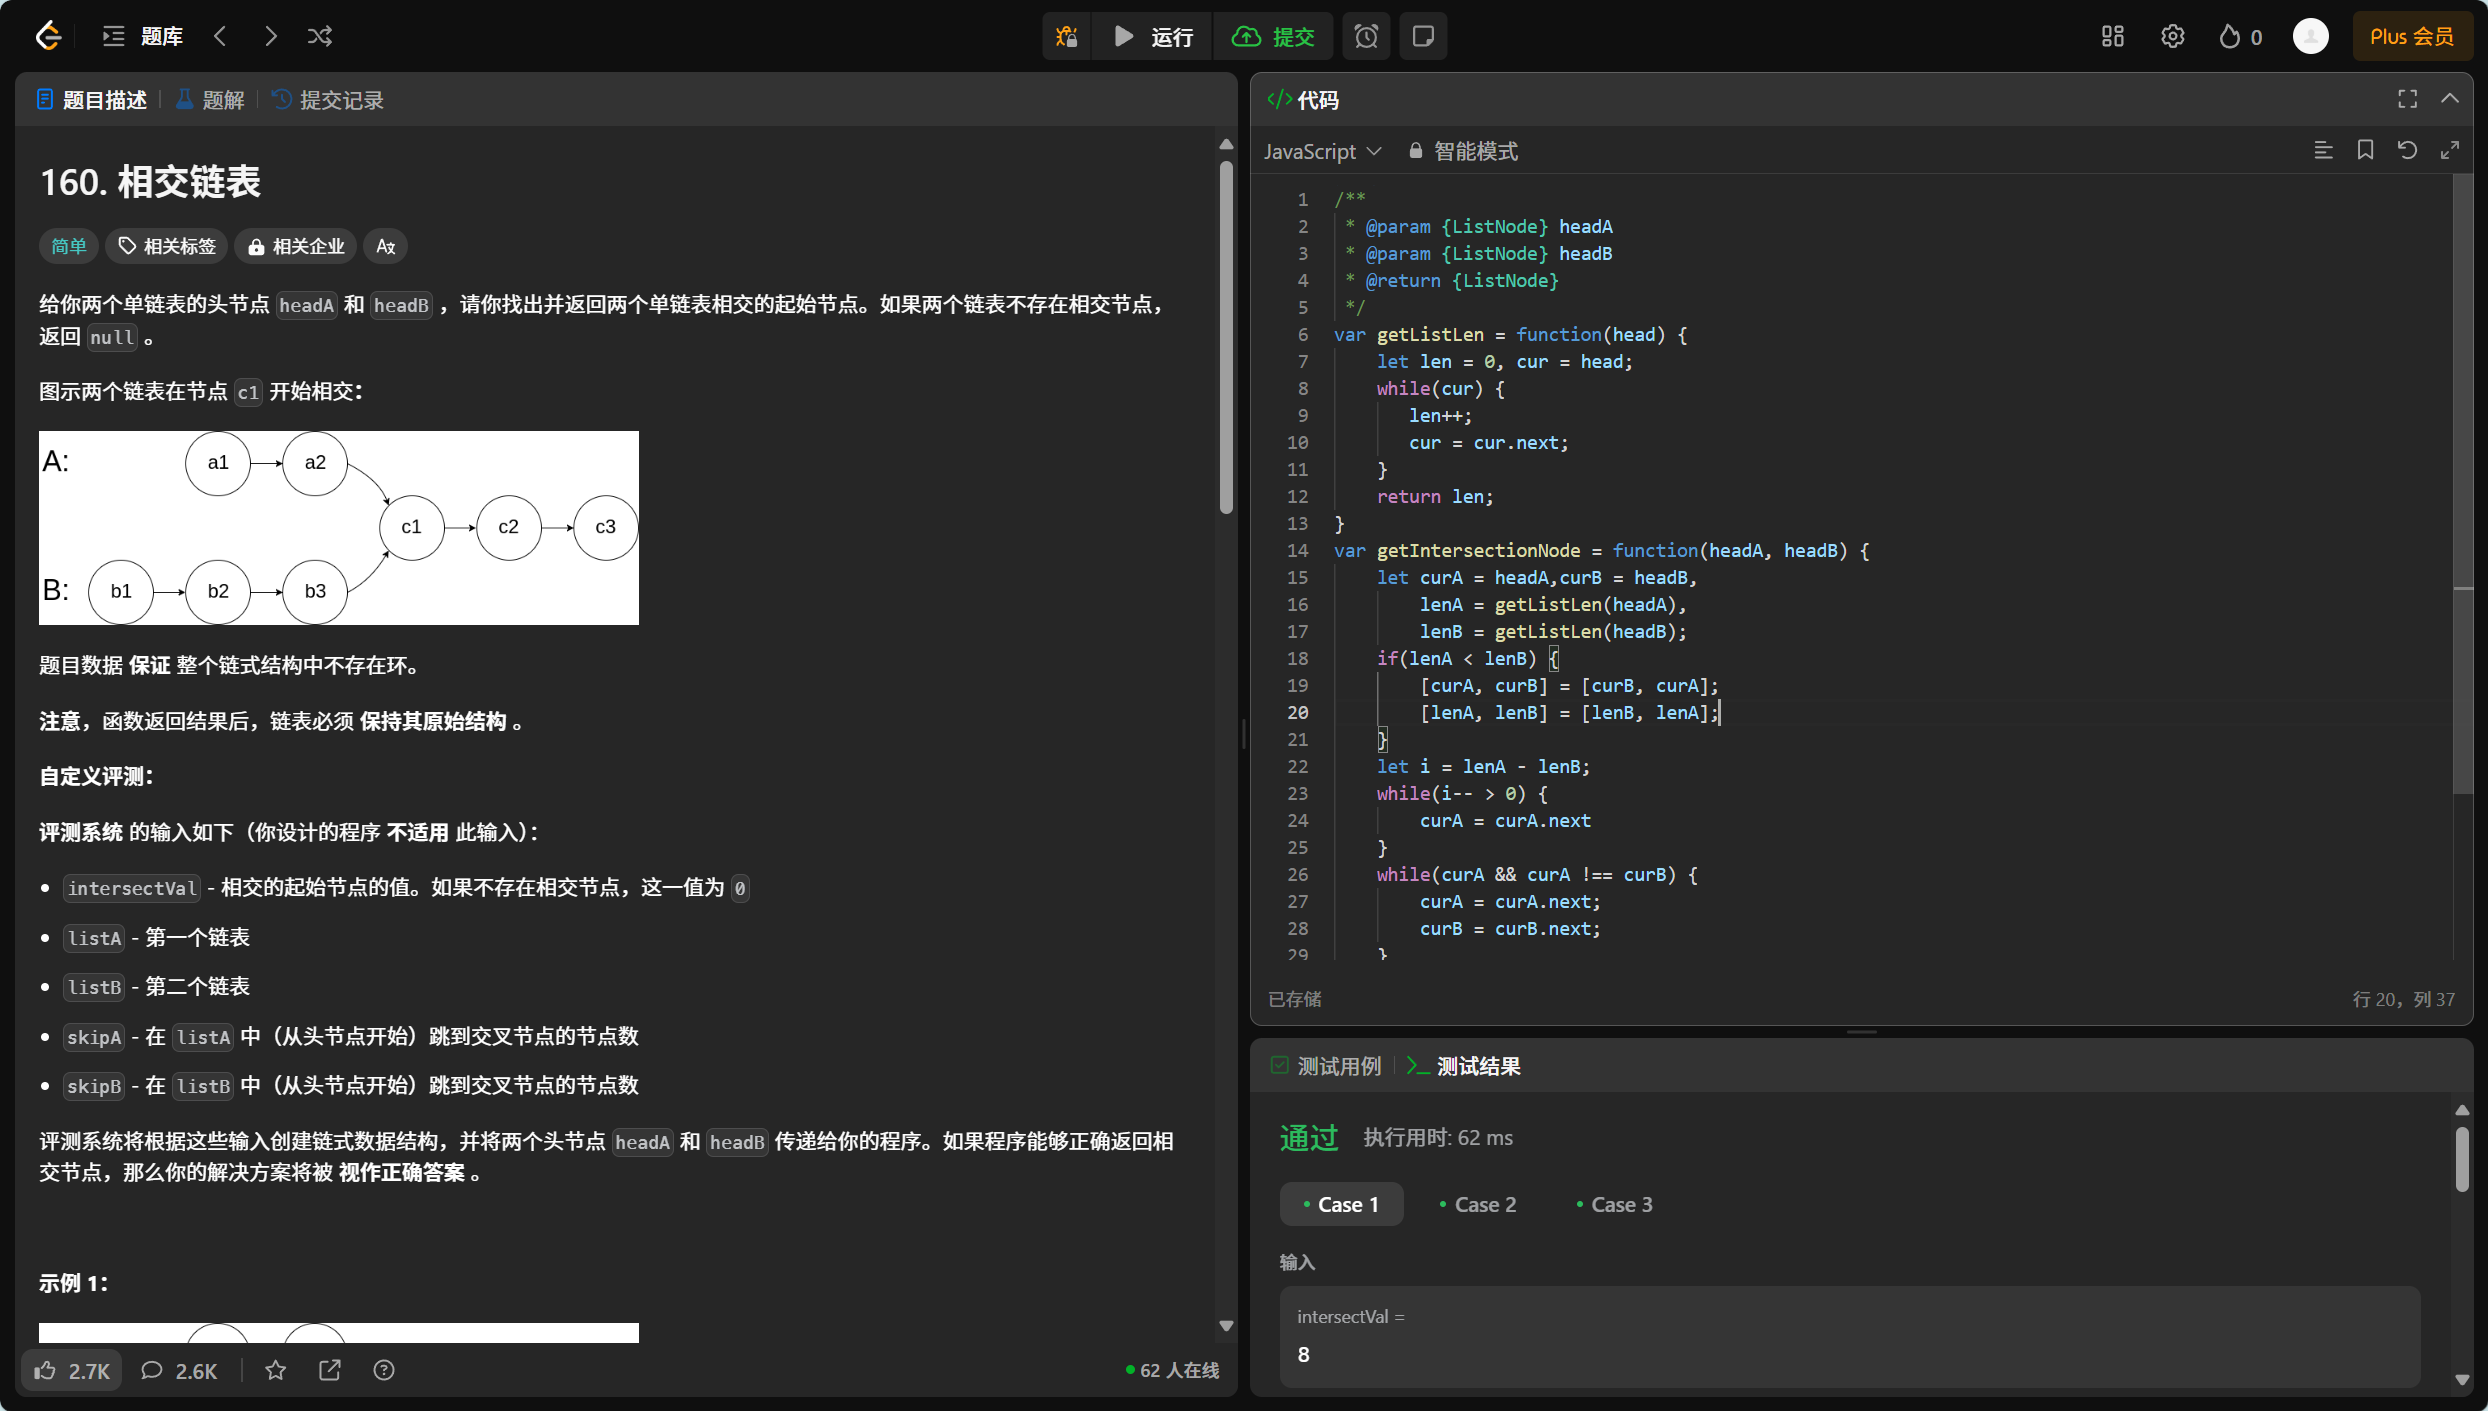 题库
运行
提交
0
Plus 会员
题目描述
题解
提交记录
160. 相交链表
简单
相关标签
相关企业
给你两个单链表的头节点 headA 和 headB ，请你找出并返回两个单链表相交的起始节点。如果两个链表不存在相交节点，
返回 null 。
图示两个链表在节点 c1 开始相交：
A: a1 a2
c1 c2 c3
B: b1 b2 b3
题目数据 保证 整个链式结构中不存在环。
注意，函数返回结果后，链表必须 保持其原始结构 。
自定义评测：
评测系统 的输入如下（你设计的程序 不适用 此输入）：
• intersectVal - 相交的起始节点的值。如果不存在相交节点，这一值为 0
• listA - 第一个链表
• listB - 第二个链表
• skipA - 在 listA 中（从头节点开始）跳到交叉节点的节点数
• skipB - 在 listB 中（从头节点开始）跳到交叉节点的节点数
评测系统将根据这些输入创建链式数据结构，并将两个头节点 headA 和 headB 传递给你的程序。如果程序能够正确返回相
交节点，那么你的解决方案将被 视作正确答案 。
示例 1：
2.7K
2.6K
62 人在线
</> 代码
JavaScript
智能模式
1 /**
2  * @param {ListNode} headA
3  * @param {ListNode} headB
4  * @return {ListNode}
5  */
6 var getListLen = function(head) {
7     let len = 0, cur = head;
8     while(cur) {
9        len++;
10        cur = cur.next;
11     }
12     return len;
13 }
14 var getIntersectionNode = function(headA, headB) {
15     let curA = headA,curB = headB,
16         lenA = getListLen(headA),
17         lenB = getListLen(headB);
18     if(lenA < lenB) {
19         [curA, curB] = [curB, curA];
20         [lenA, lenB] = [lenB, lenA];
21     }
22     let i = lenA - lenB;
23     while(i-- > 0) {
24         curA = curA.next
25     }
26     while(curA && curA !== curB) {
27         curA = curA.next;
28         curB = curB.next;
29     }
已存储
行 20，列 37
测试用例
测试结果
通过
执行用时: 62 ms
• Case 1
• Case 2
• Case 3
输入
intersectVal =
8